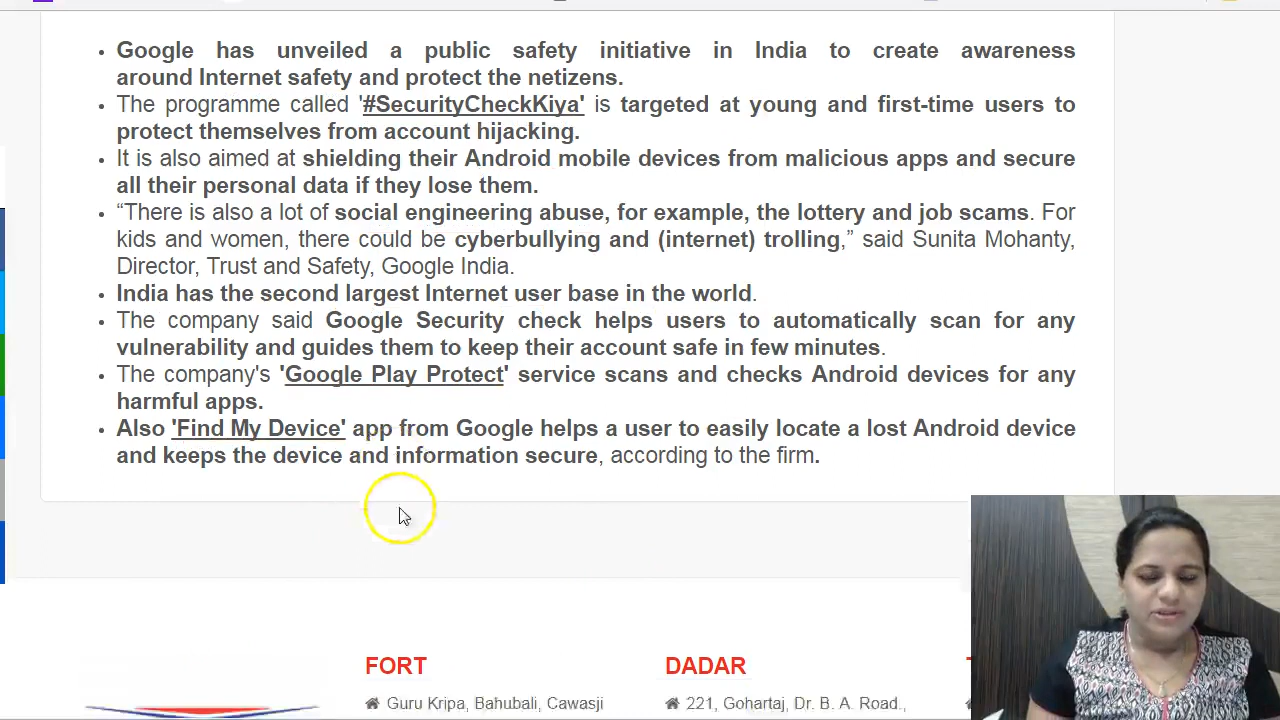 Google has unveiled a public safety initiative in India to create awareness
around Internet safety and protect the netizens.
The programme called '#SecurityCheckKiya' is targeted at young and first-time users to
protect themselves from account hijacking.
It is also aimed at shielding their Android mobile devices from malicious apps and secure
all their personal data if they lose them.
“There is also a lot of social engineering abuse, for example, the lottery and job scams. For
kids and women, there could be cyberbullying and (internet) trolling,” said Sunita Mohanty,
Director, Trust and Safety, Google India.
India has the second largest Internet user base in the world.
The company said Google Security check helps users to automatically scan for any
vulnerability and guides them to keep their account safe in few minutes.
The company's 'Google Play Protect' service scans and checks Android devices for any
harmful apps.
Also 'Find My Device' app from Google helps a user to easily locate a lost Android device
and keeps the device and information secure, according to the firm.
FORT
Guru Kripa, Bahubali, Cawasji
DADAR
221, Gohartaj, Dr. B. A. Road.,